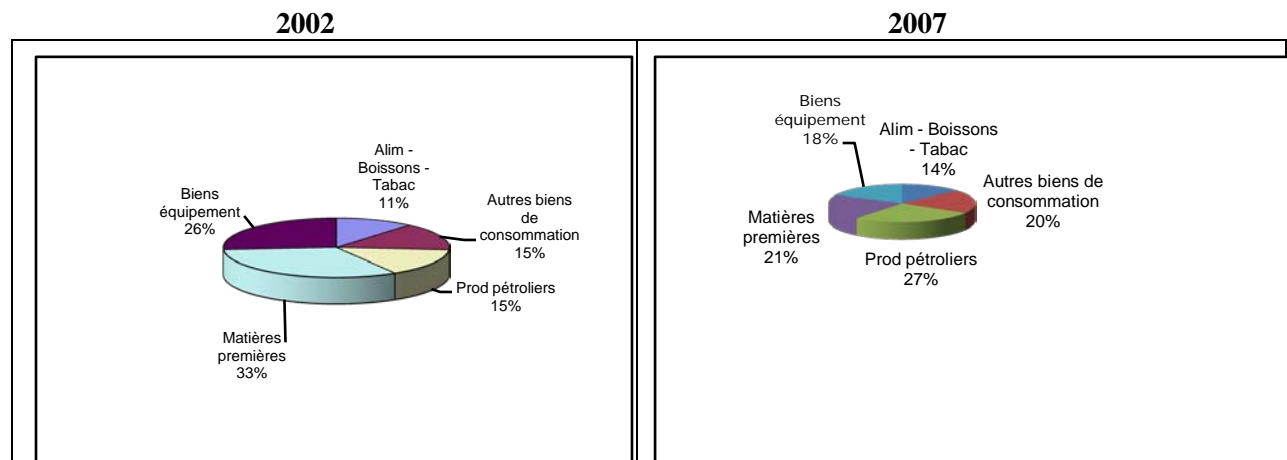 2002
2007
Alim -
Boissons -
Tabac
11%
Autres biens
de
consommation
15%
Prod pétroliers
15%
Matières
premières
33%
Biens
équipement
26%
Biens
équipement
18%
Alim - Boissons
- Tabac
14%
Autres biens de
consommation
20%
Prod pétroliers
27%
Matières
premières
21%